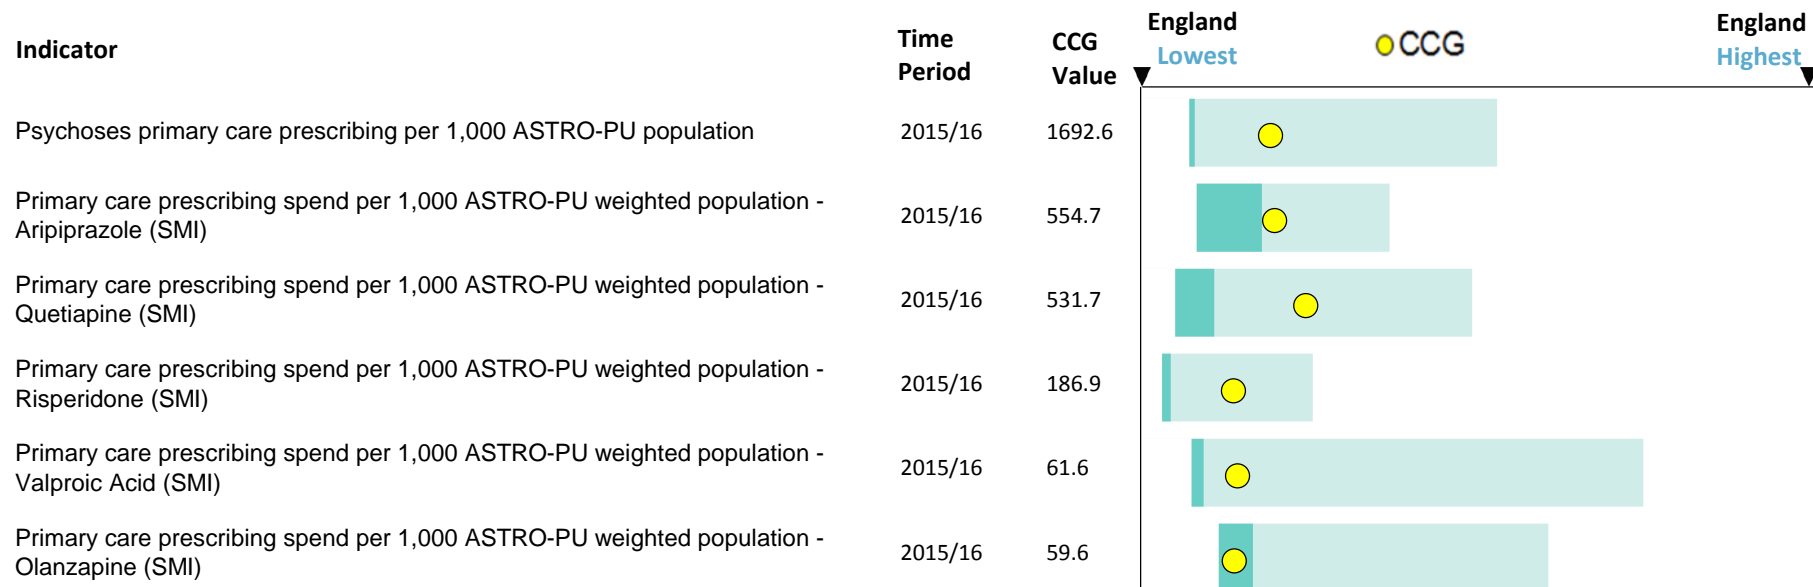 Indicator
Time
Period
CCG
Value
England
Lowest
CCG
England
Highest
Psychoses primary care prescribing per 1,000 ASTRO-PU population
2015/16
1692.6
Primary care prescribing spend per 1,000 ASTRO-PU weighted population -
Aripiprazole (SMI)
2015/16
554.7
Primary care prescribing spend per 1,000 ASTRO-PU weighted population -
Quetiapine (SMI)
2015/16
531.7
Primary care prescribing spend per 1,000 ASTRO-PU weighted population -
Risperidone (SMI)
2015/16
186.9
Primary care prescribing spend per 1,000 ASTRO-PU weighted population -
Valproic Acid (SMI)
2015/16
61.6
Primary care prescribing spend per 1,000 ASTRO-PU weighted population -
Olanzapine (SMI)
2015/16
59.6